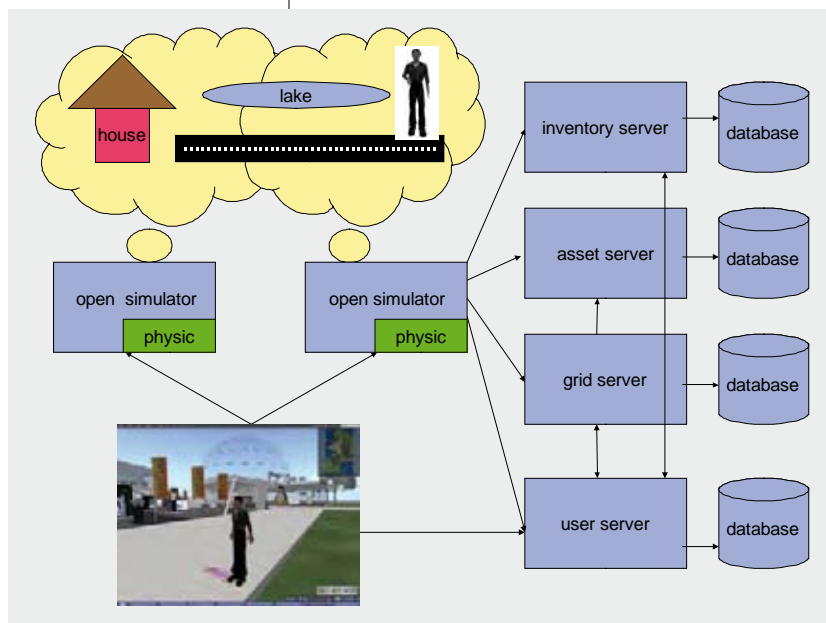 lake
house
inventory server
database
asset server
database
open simulator
physic
open simulator
physic
grid server
database
user server
database